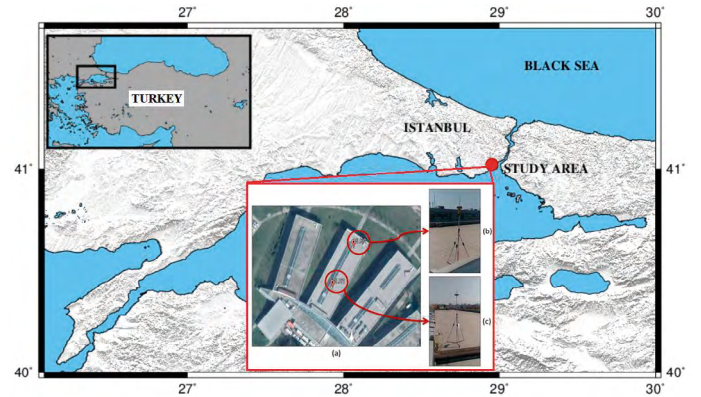 27° 28° 29° 30°
BLACK SEA
TURKEY
ISTANBUL
41° STUDY AREA 41°
(b)
(c)
(a)
40° 40°
27° 28° 29° 30°